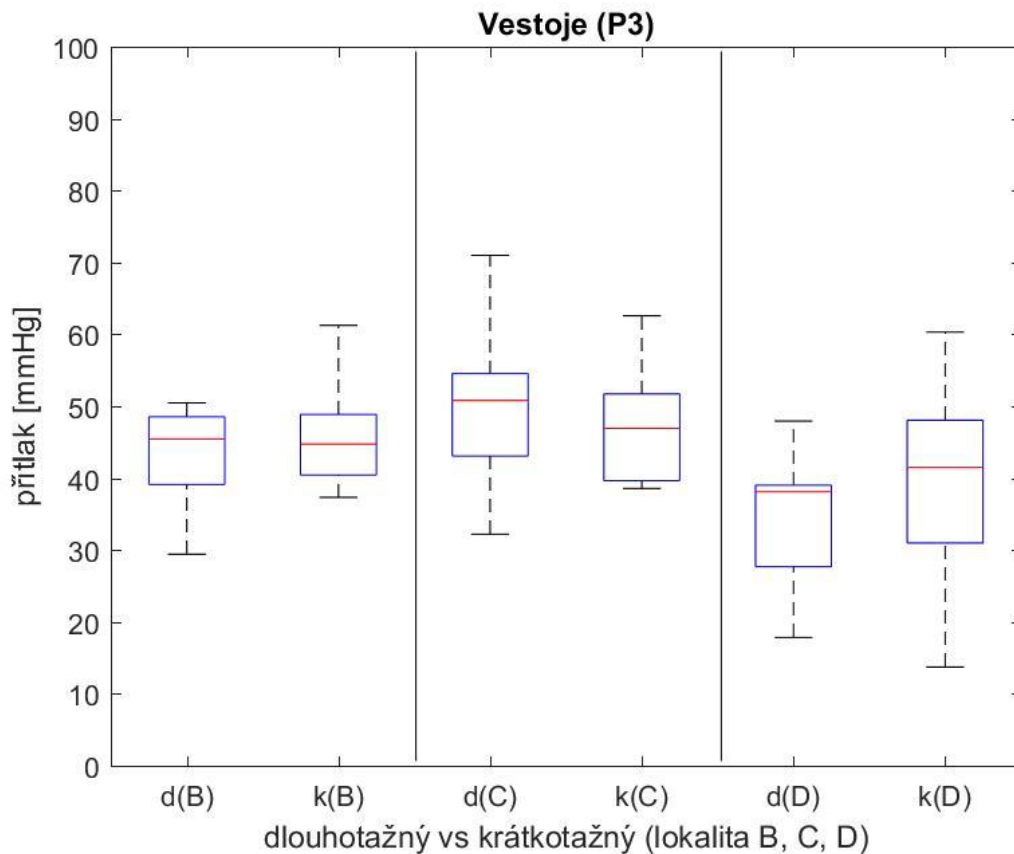 Vestoje (P3)
100
90
80
70
60
50
40
30
20
10
0
přítlak [mmHg]
d(B) k(B) d(C) k(C) d(D) k(D)
dlouhotažný vs krátkotažný (lokalita B, C, D)